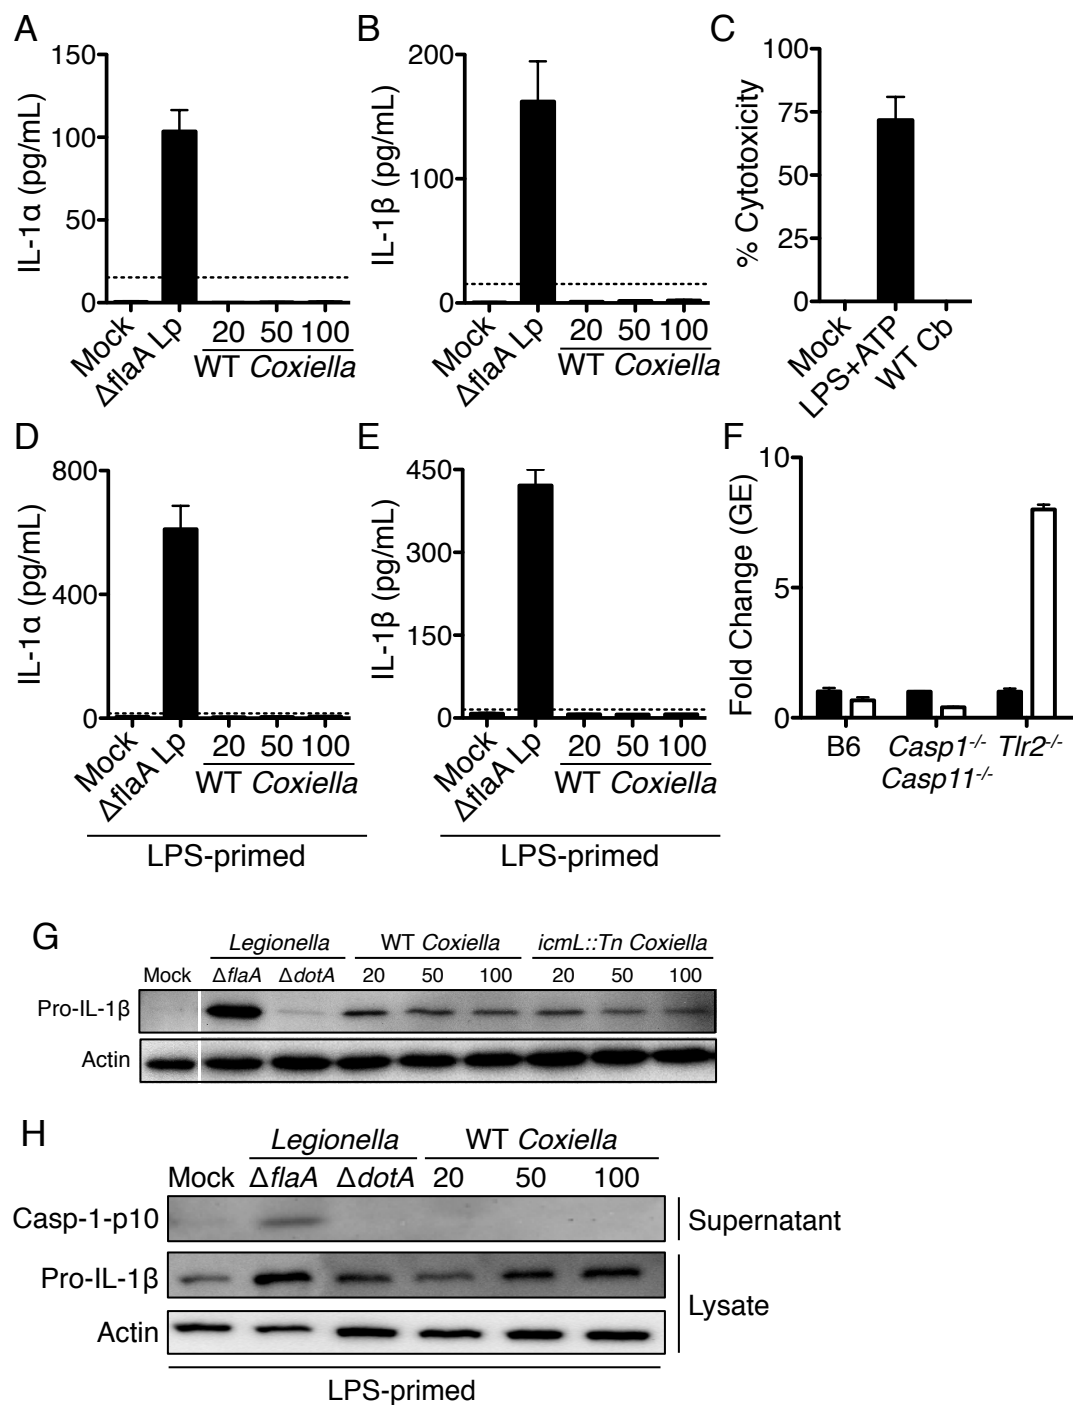 A
IL-1α (pg/mL)
150
100
50
0
Mock
ΔflaA Lp
20 50 100
WT Coxiella
B
IL-1β (pg/mL)
200
100
0
Mock
ΔflaA Lp
20 50 100
WT Coxiella
C
% Cytotoxicity
100
75
50
25
0
Mock
LPS+ATP
WT Cb
D
IL-1α (pg/mL)
800
400
0
Mock
ΔflaA Lp
20 50 100
WT Coxiella
LPS-primed
E
IL-1β (pg/mL)
450
300
150
0
Mock
ΔflaA Lp
20 50 100
WT Coxiella
LPS-primed
F
Fold Change (GE)
10
5
0
B6 Casp1-/- Tlr2-/-
Casp11-/-
G
Legionella WT Coxiella icmL::Tn Coxiella
Mock ΔflaA ΔdotA 20 50 100 20 50 100
Pro-IL-1β
Actin
H
Legionella WT Coxiella
Mock ΔflaA ΔdotA 20 50 100
Casp-1-p10 Supernatant
Pro-IL-1β
Lysate
Actin
LPS-primed